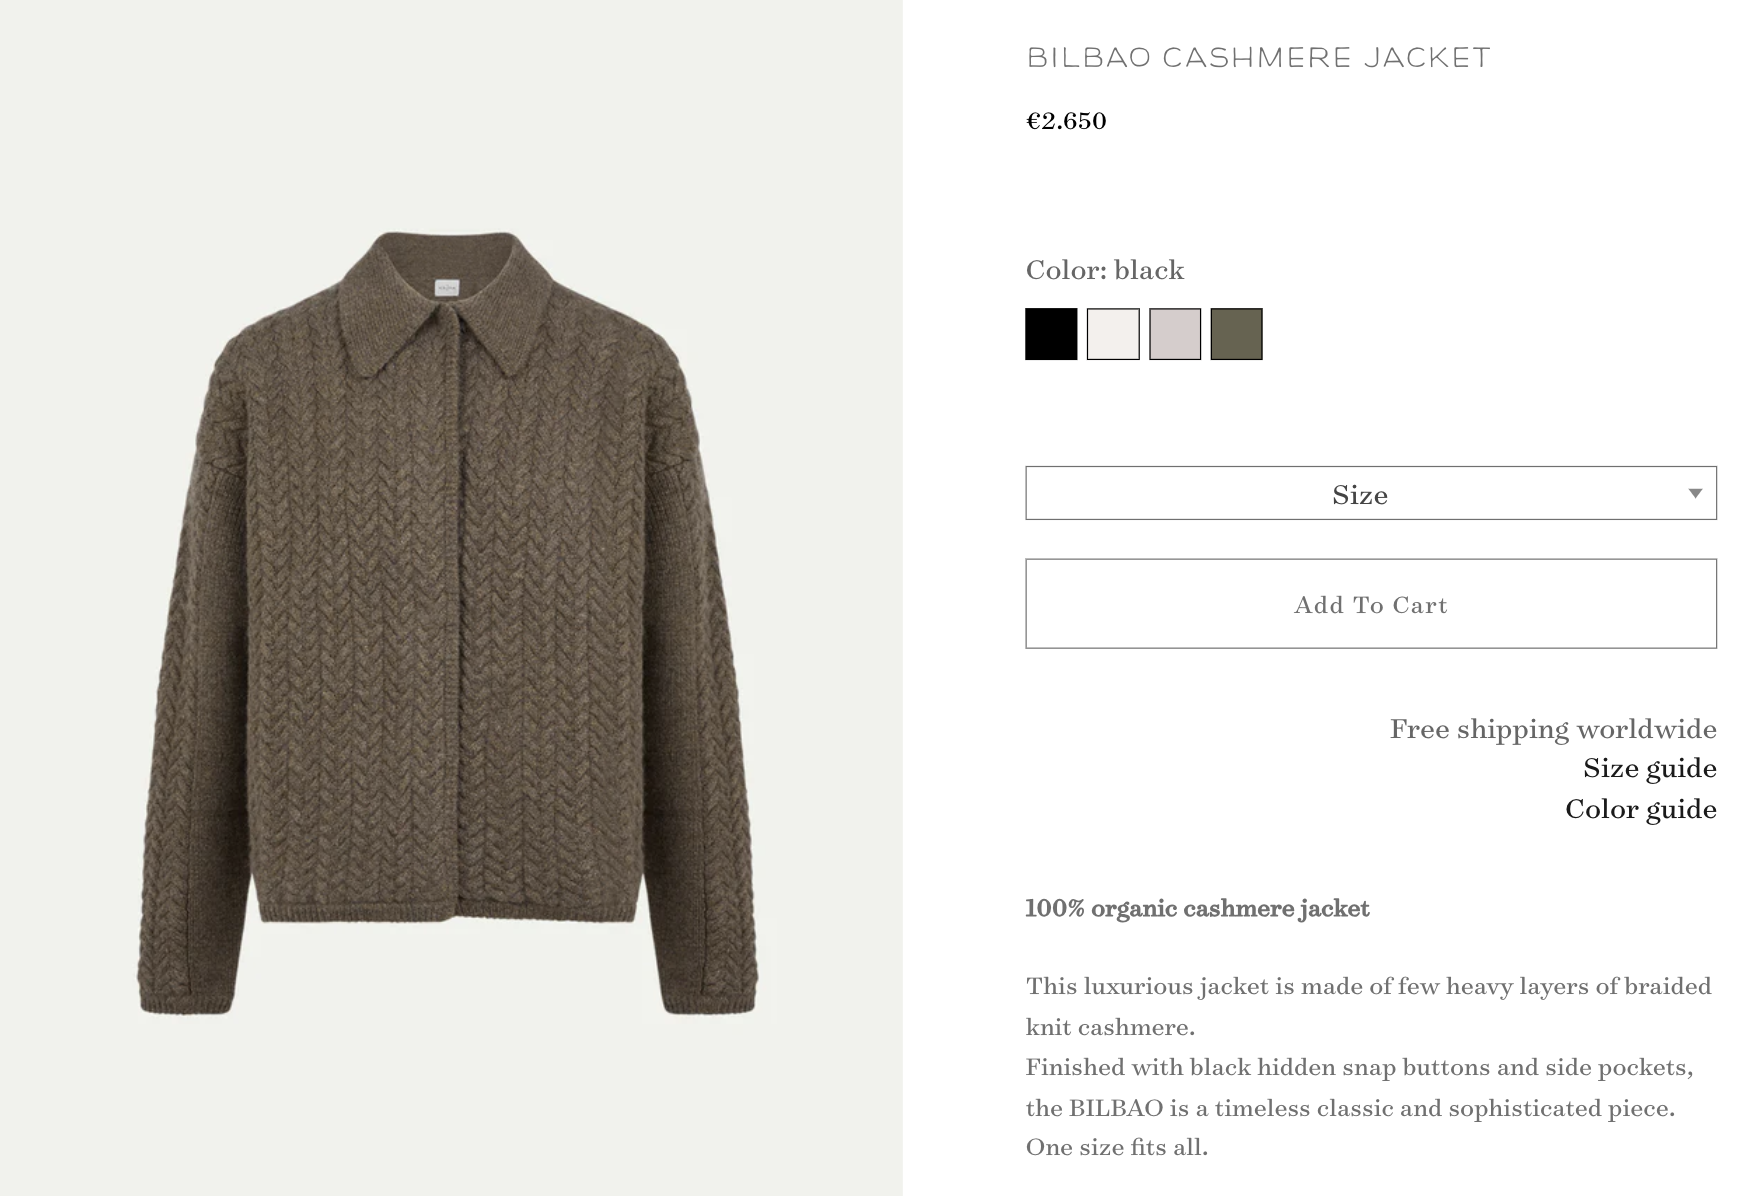 BILBAO CASHMERE JACKET
€2.650
Color: black
Size
Add To Cart
Free shipping worldwide
Size guide
Color guide
100% organic cashmere jacket
This luxurious jacket is made of few heavy layers of braided
knit cashmere.
Finished with black hidden snap buttons and side pockets,
the BILBAO is a timeless classic and sophisticated piece.
One size fits all.